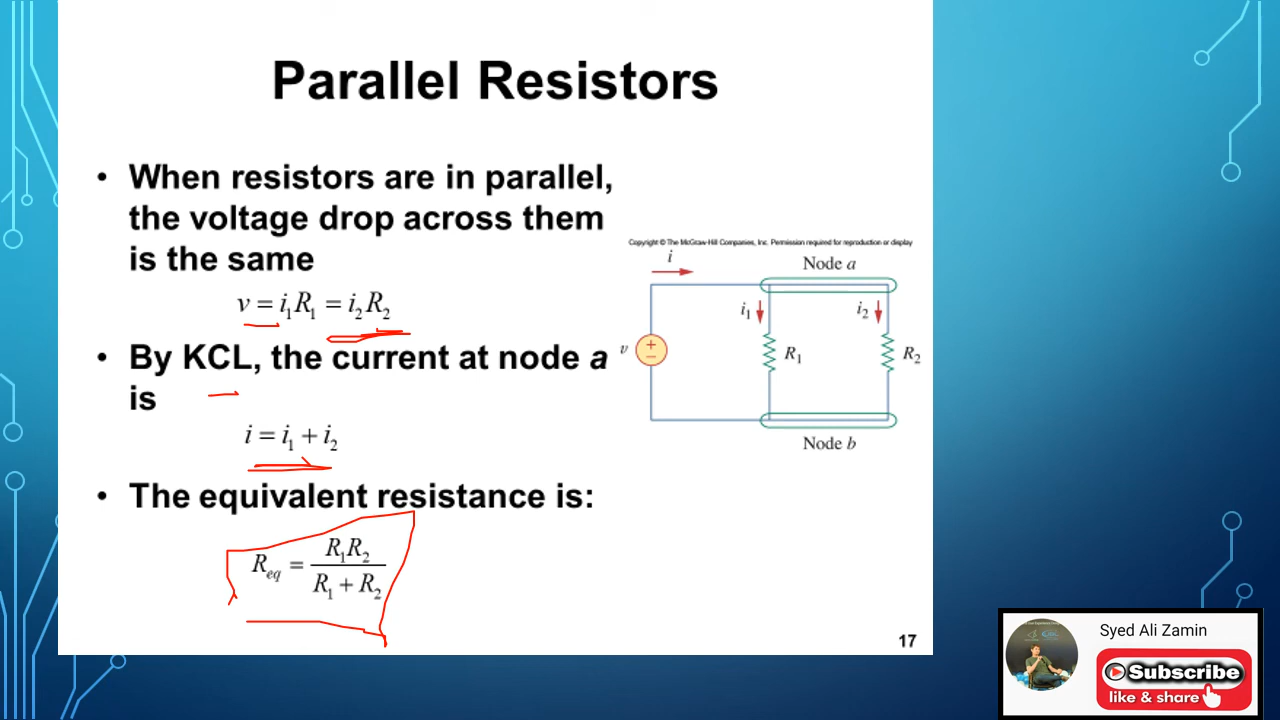 Parallel Resistors
• When resistors are in parallel,
the voltage drop across them
is the same
v = i₁R₁ = i₂R₂
• By KCL, the current at node a
is
i = i₁ + i₂
• The equivalent resistance is:
R_eq = R₁R₂ / R₁ + R₂
Copyright © The McGraw-Hill Companies, Inc. Permission required for reproduction or display
i
Node a
i₁
i₂
v
+
−
R₁
R₂
Node b
17
Syed Ali Zamin
Subscribe
like & share